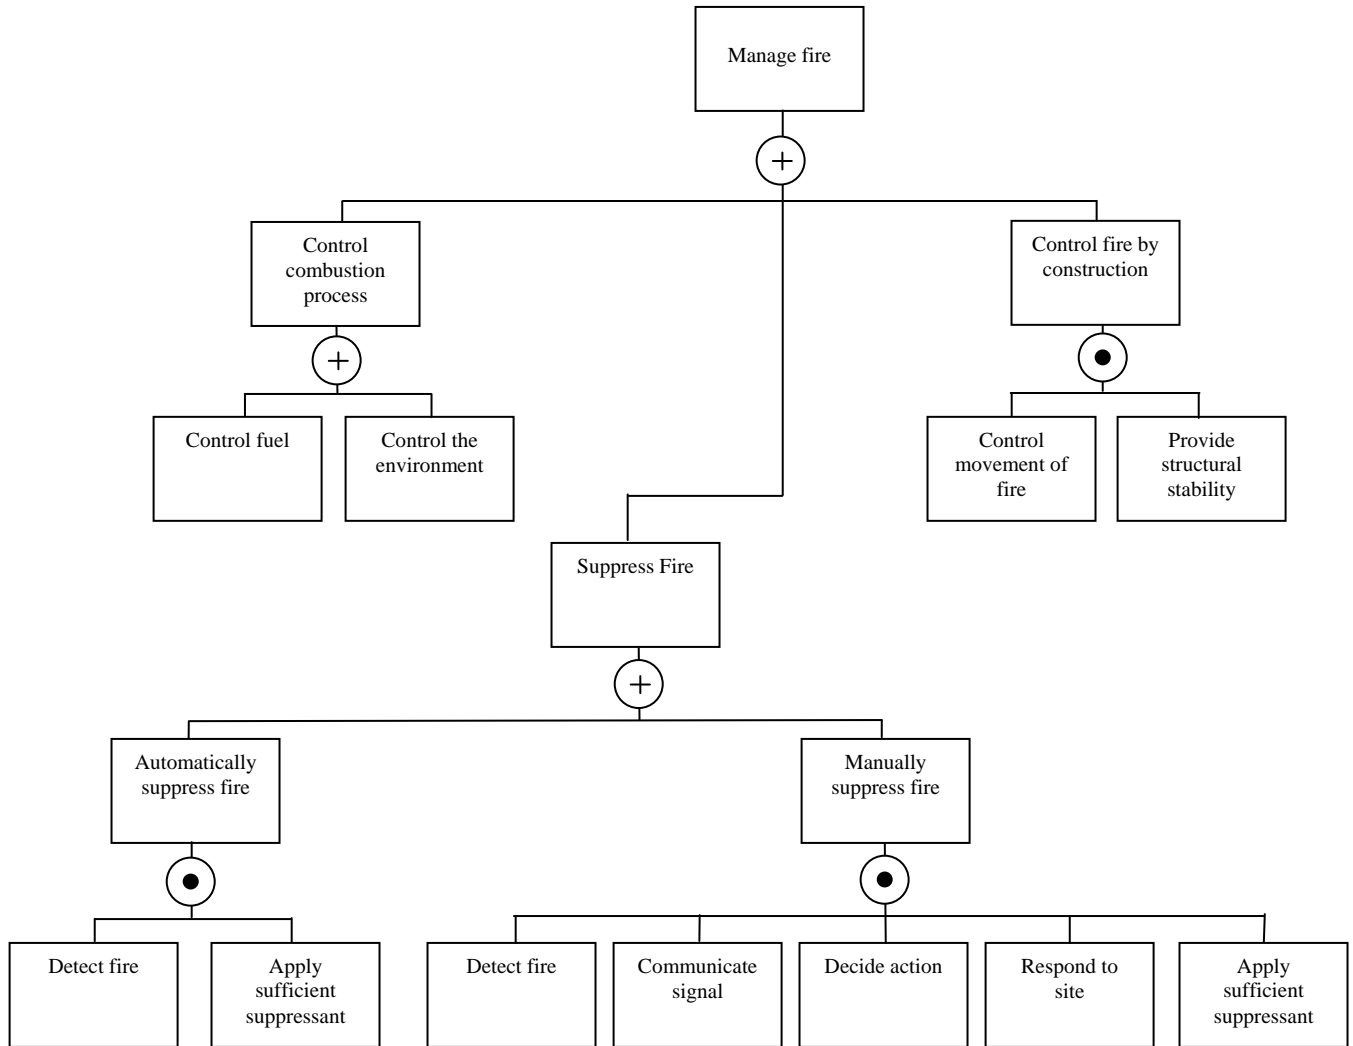 Manage fire
+
Control
combustion
process
Control fire by
construction
+
Control fuel
Control the
environment
Control
movement of
fire
Provide
structural
stability
Suppress Fire
+
Automatically
suppress fire
Manually
suppress fire
Detect fire
Apply
sufficient
suppressant
Detect fire
Communicate
signal
Decide action
Respond to
site
Apply
sufficient
suppressant